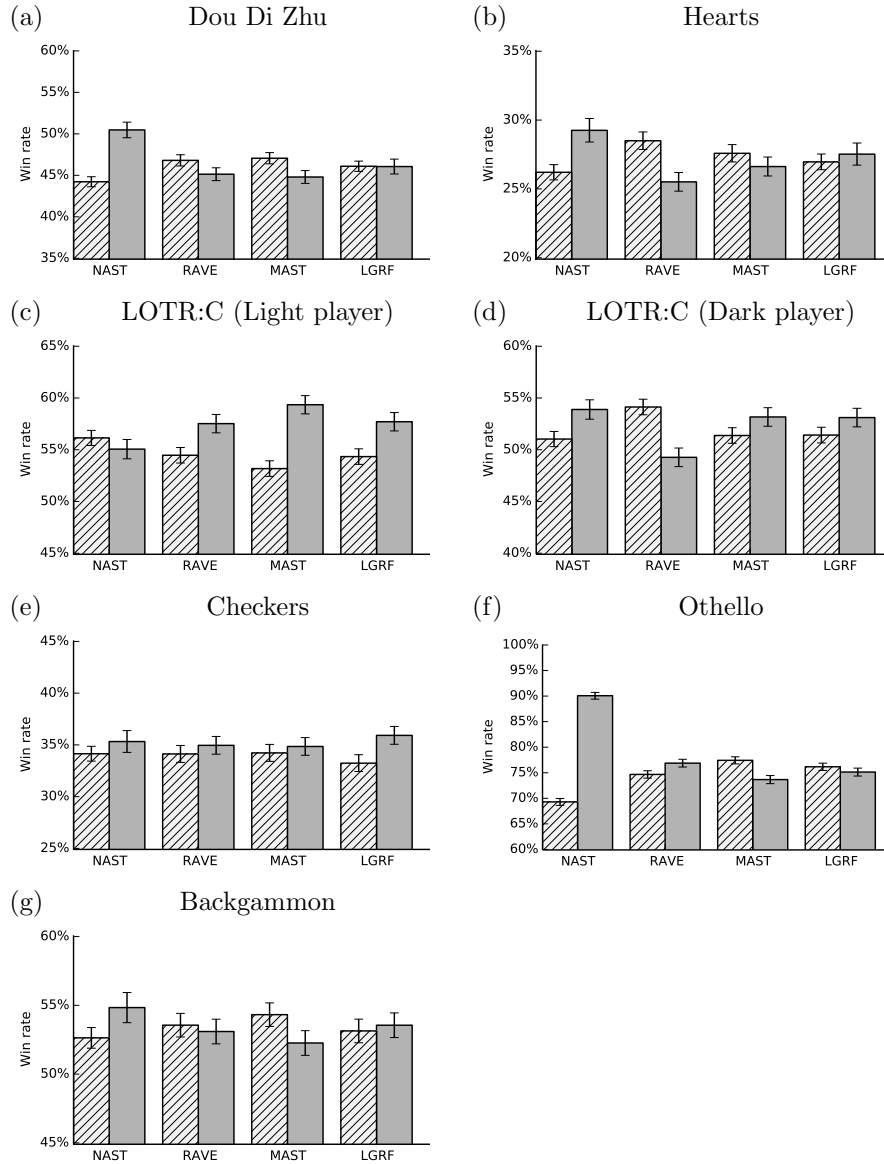 (a) Dou Di Zhu
60%
55%
50%
45%
40%
35%
Win rate
NAST RAVE MAST LGRF
(b) Hearts
35%
30%
25%
20%
Win rate
NAST RAVE MAST LGRF
(c) LOTR:C (Light player)
65%
60%
55%
50%
45%
Win rate
NAST RAVE MAST LGRF
(d) LOTR:C (Dark player)
60%
55%
50%
45%
40%
Win rate
NAST RAVE MAST LGRF
(e) Checkers
45%
40%
35%
30%
25%
Win rate
NAST RAVE MAST LGRF
(f) Othello
100%
95%
90%
85%
80%
75%
70%
65%
60%
Win rate
NAST RAVE MAST LGRF
(g) Backgammon
60%
55%
50%
45%
Win rate
NAST RAVE MAST LGRF